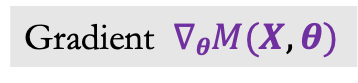 Gradient ∇θM(X, θ)